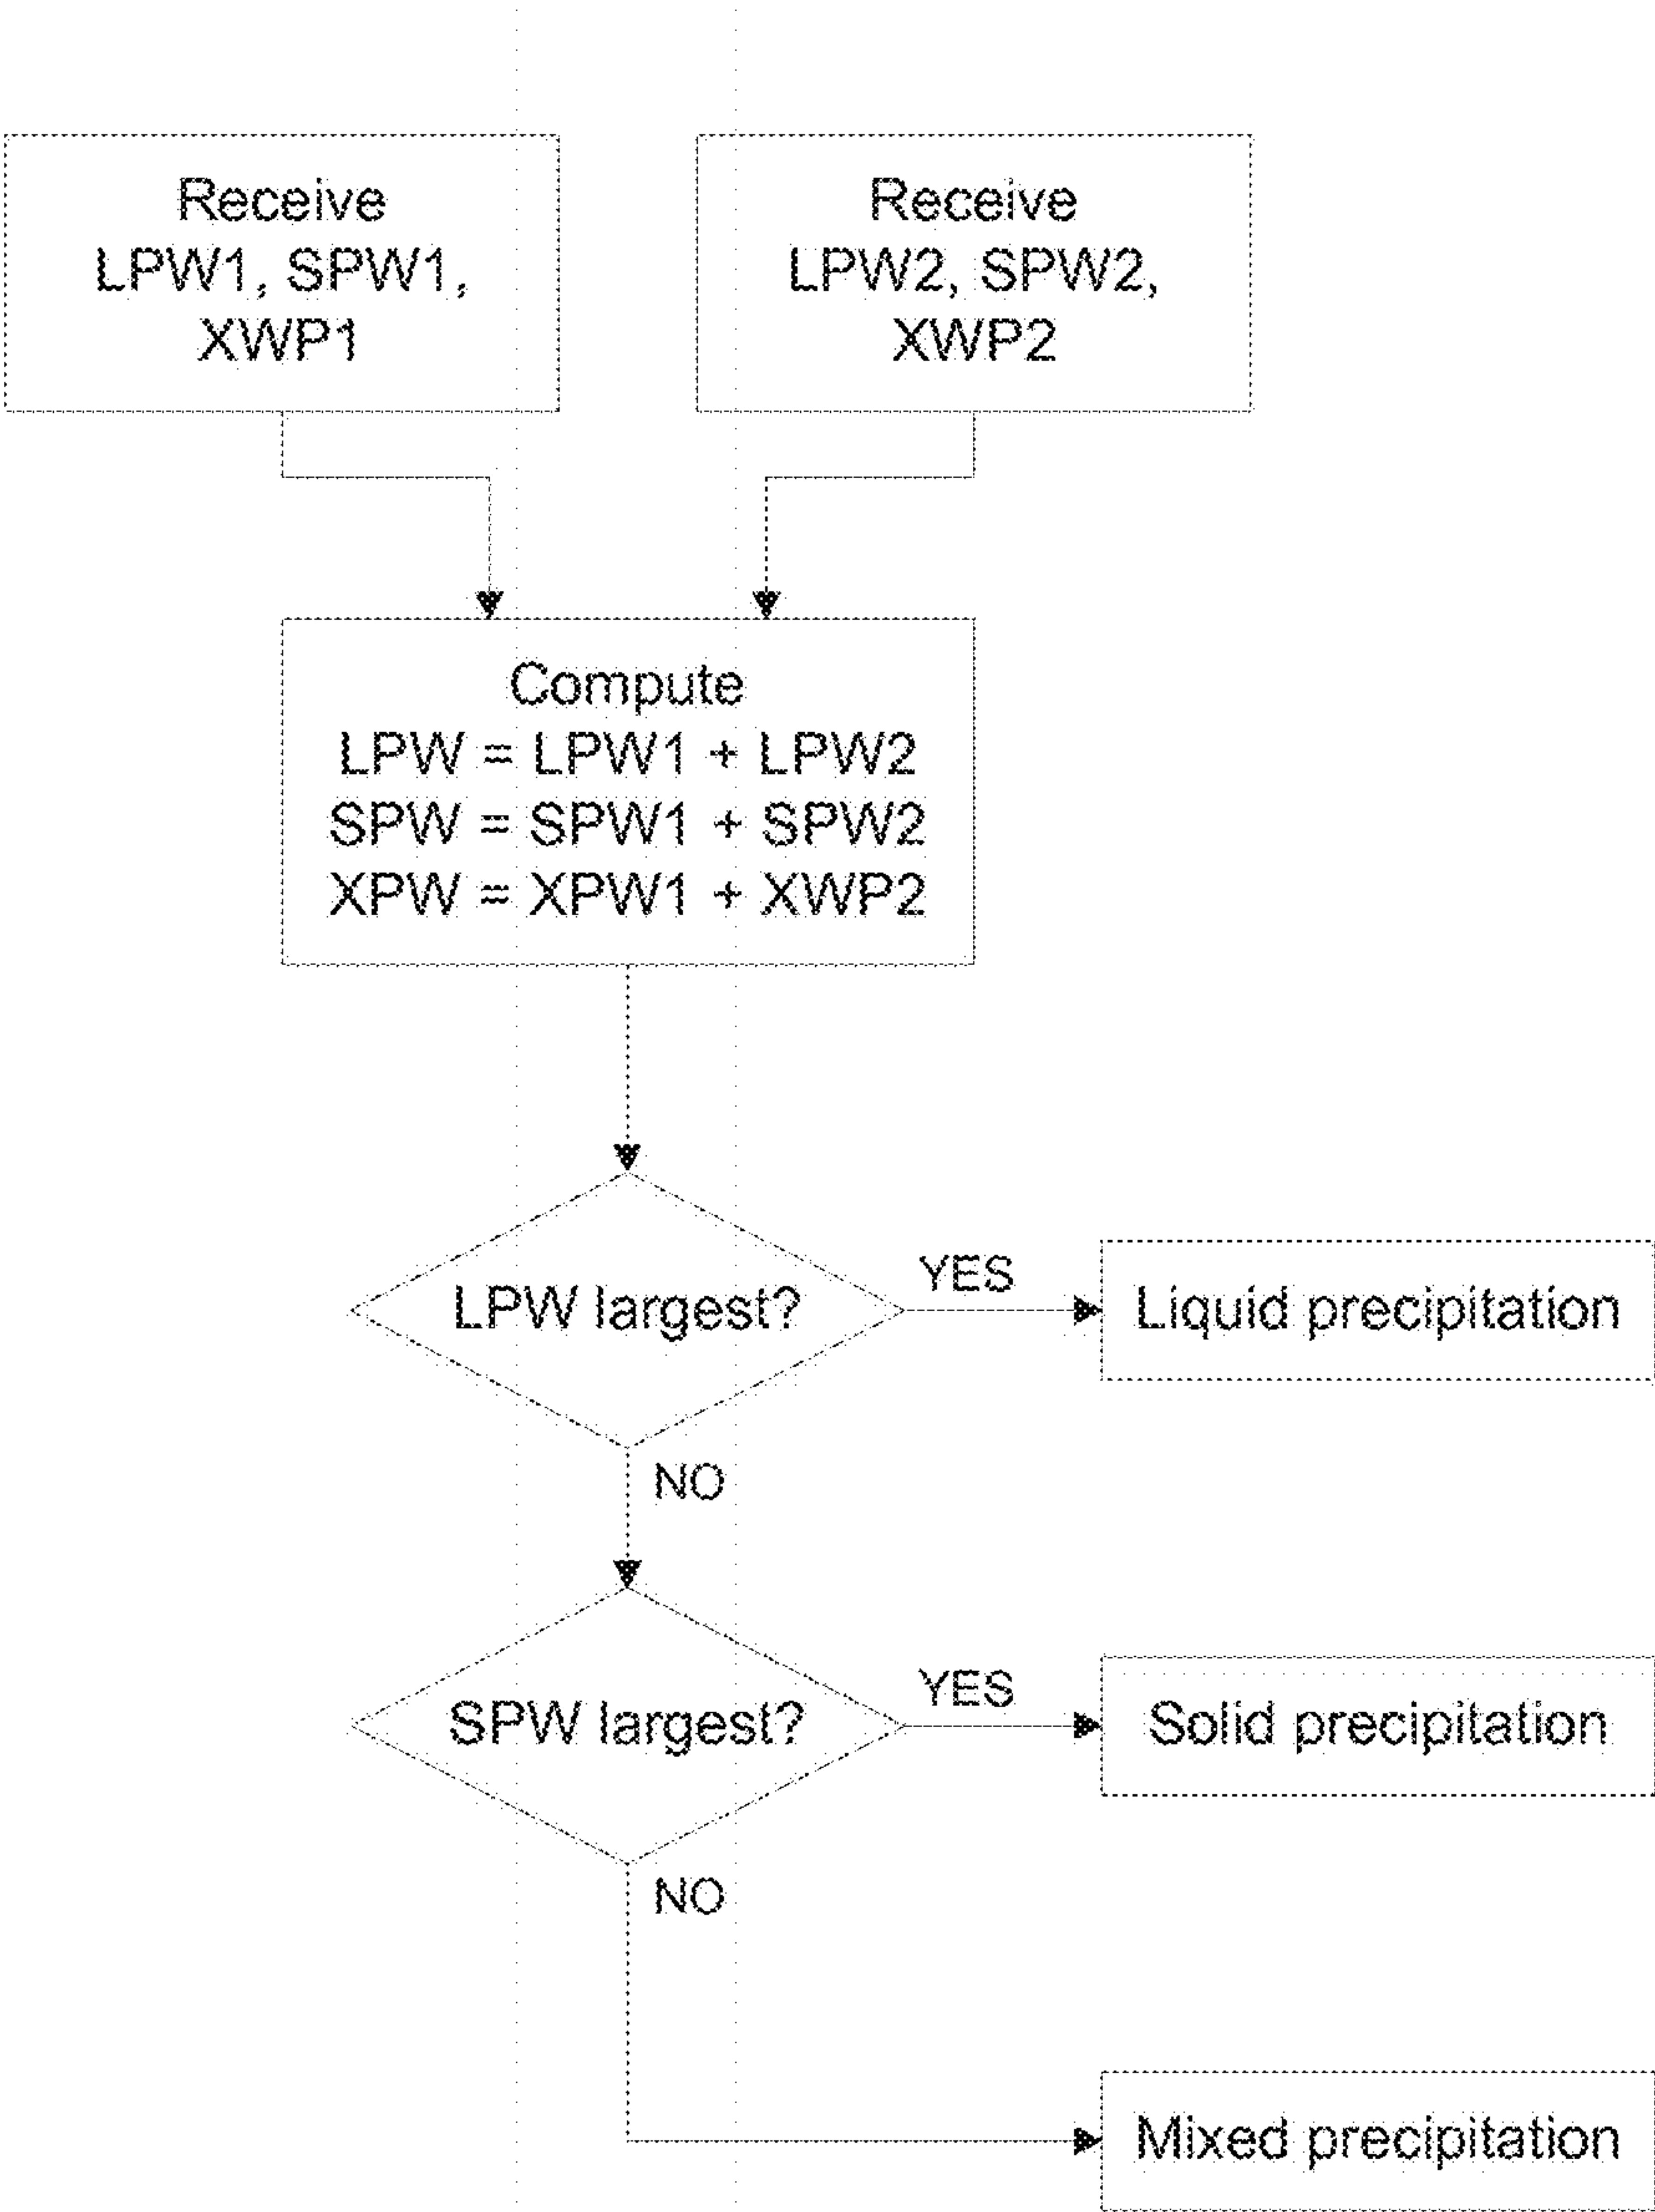 Receive
LPW1, SPW1,
XWP1
Receive
LPW2, SPW2,
XWP2
Compute
LPW = LPW1 + LPW2
SPW = SPW1 + SPW2
XPW = XPW1 + XWP2
LPW largest?
YES
Liquid precipitation
NO
SPW largest?
YES
Solid precipitation
NO
Mixed precipitation